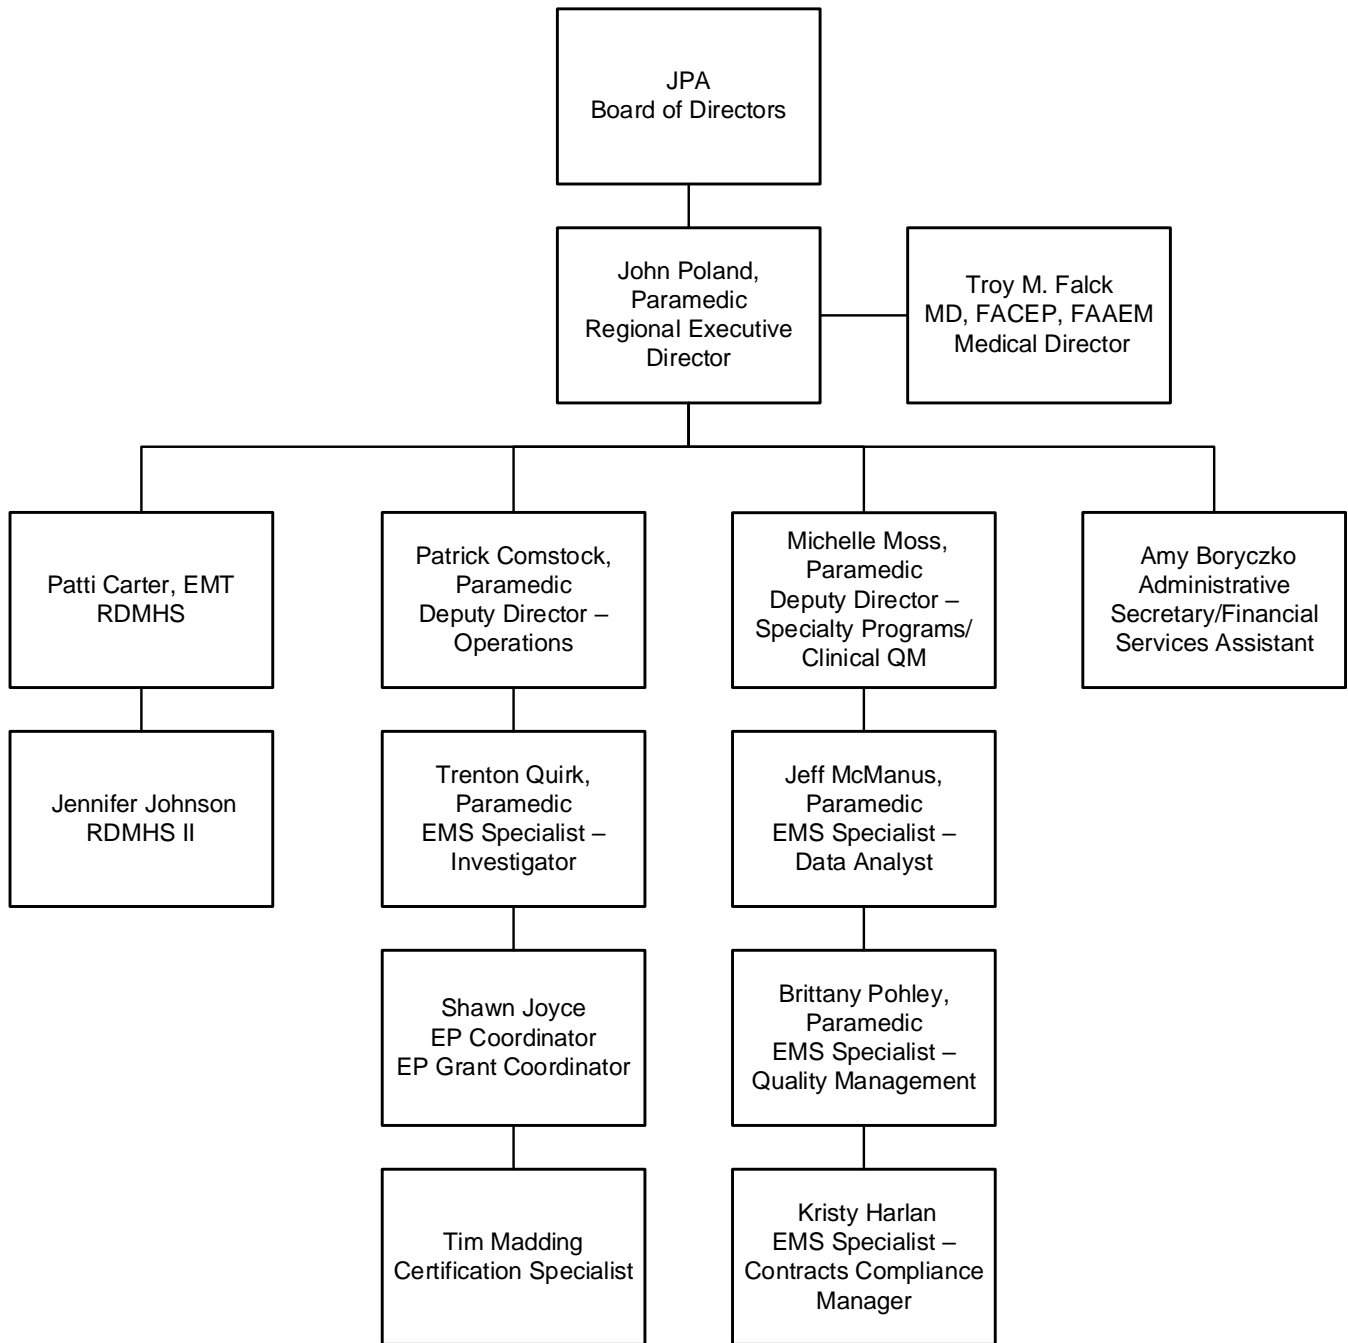 JPA
Board of Directors
John Poland,
Paramedic
Regional Executive
Director
Troy M. Falck
MD, FACEP, FAAEM
Medical Director
Patti Carter, EMT
RDMHS
Patrick Comstock,
Paramedic
Deputy Director –
Operations
Michelle Moss,
Paramedic
Deputy Director –
Specialty Programs/
Clinical QM
Amy Boryczko
Administrative
Secretary/Financial
Services Assistant
Jennifer Johnson
RDMHS II
Trenton Quirk,
Paramedic
EMS Specialist –
Investigator
Jeff McManus,
Paramedic
EMS Specialist –
Data Analyst
Shawn Joyce
EP Coordinator
EP Grant Coordinator
Brittany Pohley,
Paramedic
EMS Specialist –
Quality Management
Tim Madding
Certification Specialist
Kristy Harlan
EMS Specialist –
Contracts Compliance
Manager